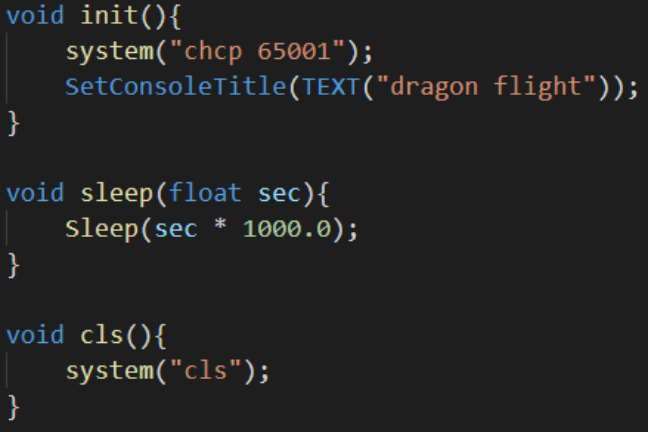 void init(){
    system("chcp 65001");
    SetConsoleTitle(TEXT("dragon flight"));
}
void sleep(float sec){
    Sleep(sec * 1000.0);
}
void cls(){
    system("cls");
}